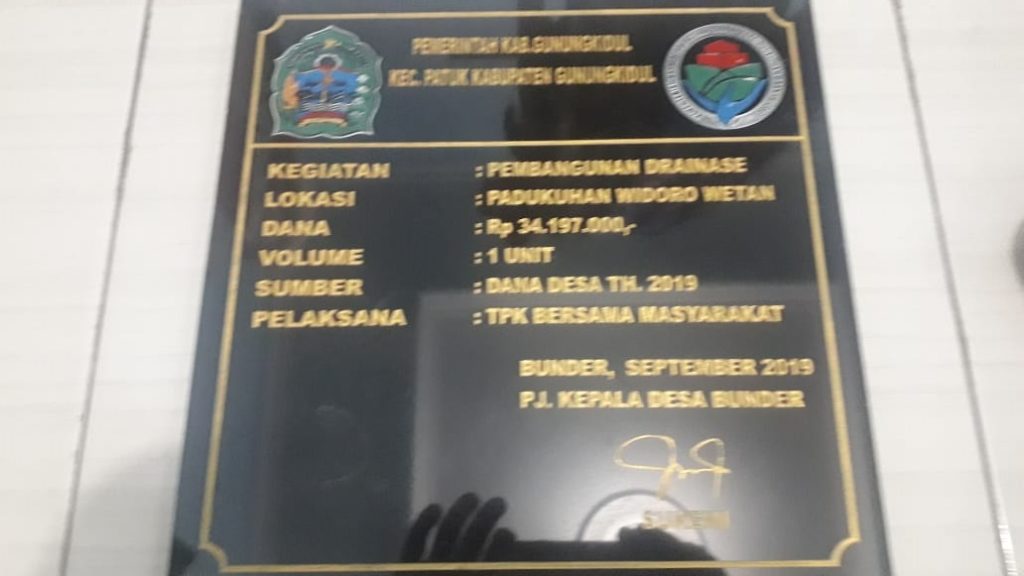 PEMERINTAH KAB.GUNUNGKIDUL
KEC. PATUK KABUPATEN GUNUNGKIDUL
KEGIATAN : PEMBANGUNAN DRAINASE
LOKASI : PADUKUHAN WIDORO WETAN
DANA : Rp 34.197.000,-
VOLUME : 1 UNIT
SUMBER : DANA DESA TH. 2019
PELAKSANA : TPK BERSAMA MASYARAKAT
BUNDER, SEPTEMBER 2019
PJ. KEPALA DESA BUNDER